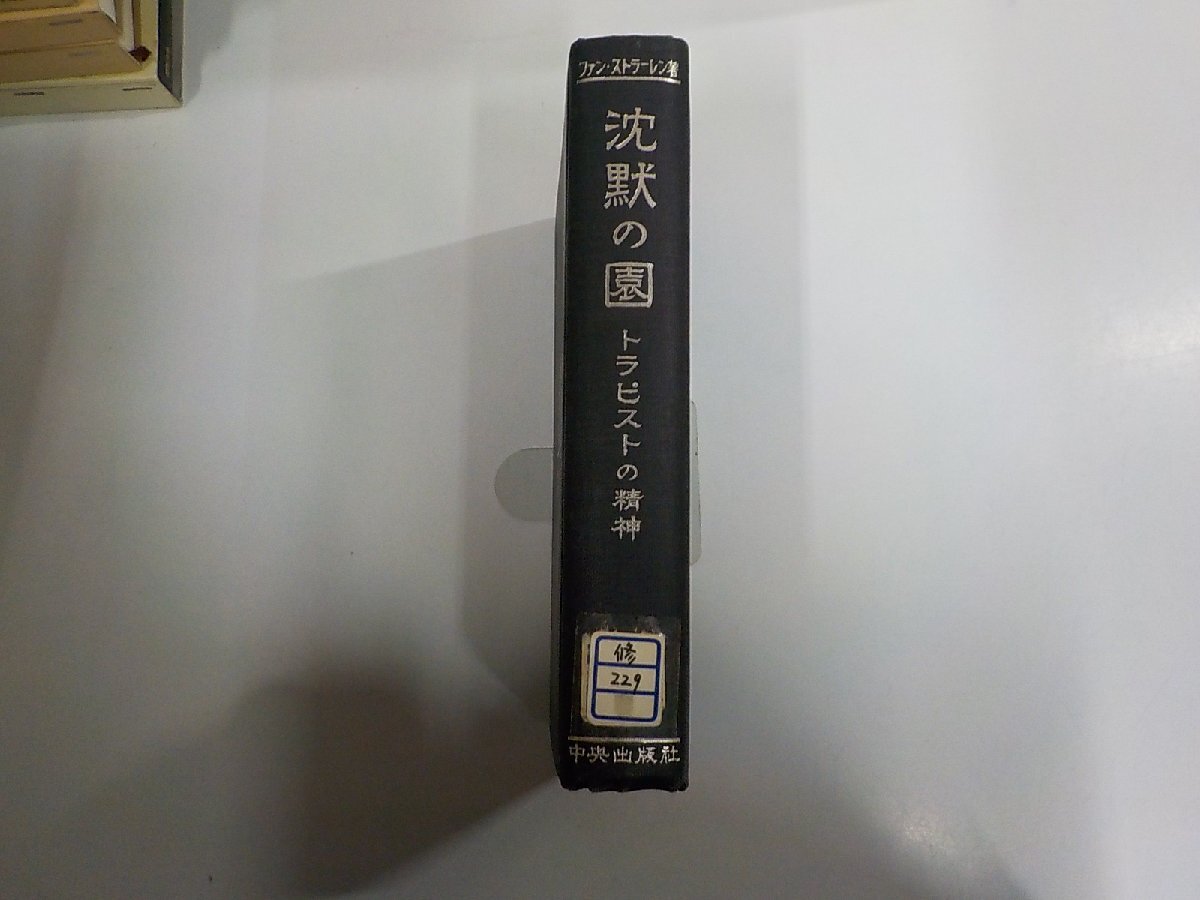 ファン・ストラーレン著
沈默の園
トラピストの精神
修
229
中央出版社